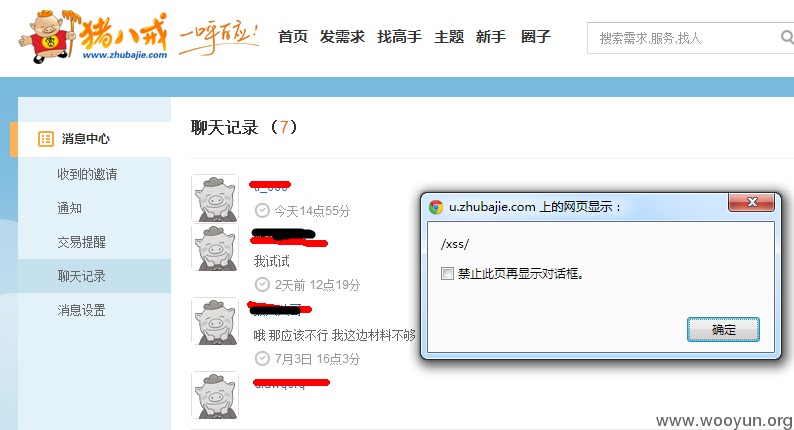 猪八戒 一呼百应!
www.zhubajie.com
首页 发需求 找高手 主题 新手 圈子
搜索需求,服务,找人
消息中心
收到的邀请
通知
交易提醒
聊天记录
消息设置
聊天记录 （7）
今天14点55分
我试试
2天前 12点19分
哦 那应该不行 我这边材料不够
7月3日 16点3分
u.zhubajie.com 上的网页显示：
/xss/
禁止此页再显示对话框。
确定
www.wooyun.org